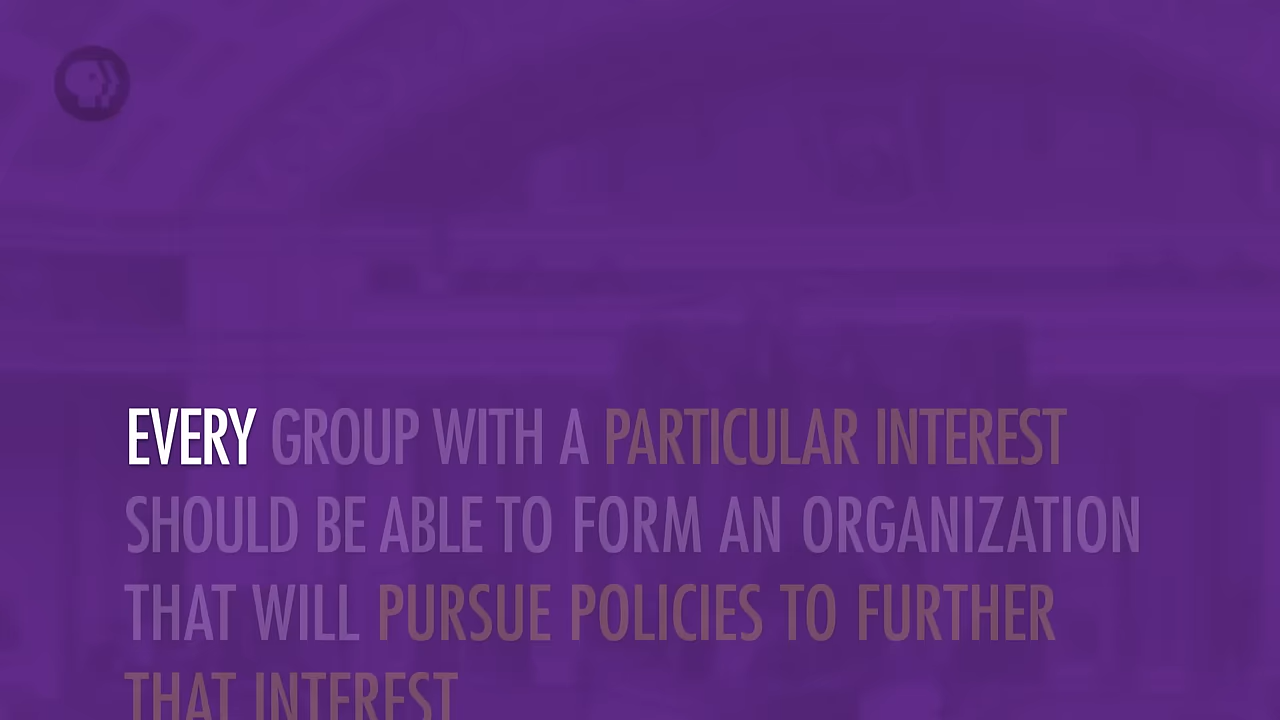 EVERY GROUP WITH A PARTICULAR INTEREST
SHOULD BE ABLE TO FORM AN ORGANIZATION
THAT WILL PURSUE POLICIES TO FURTHER
THAT INTEREST